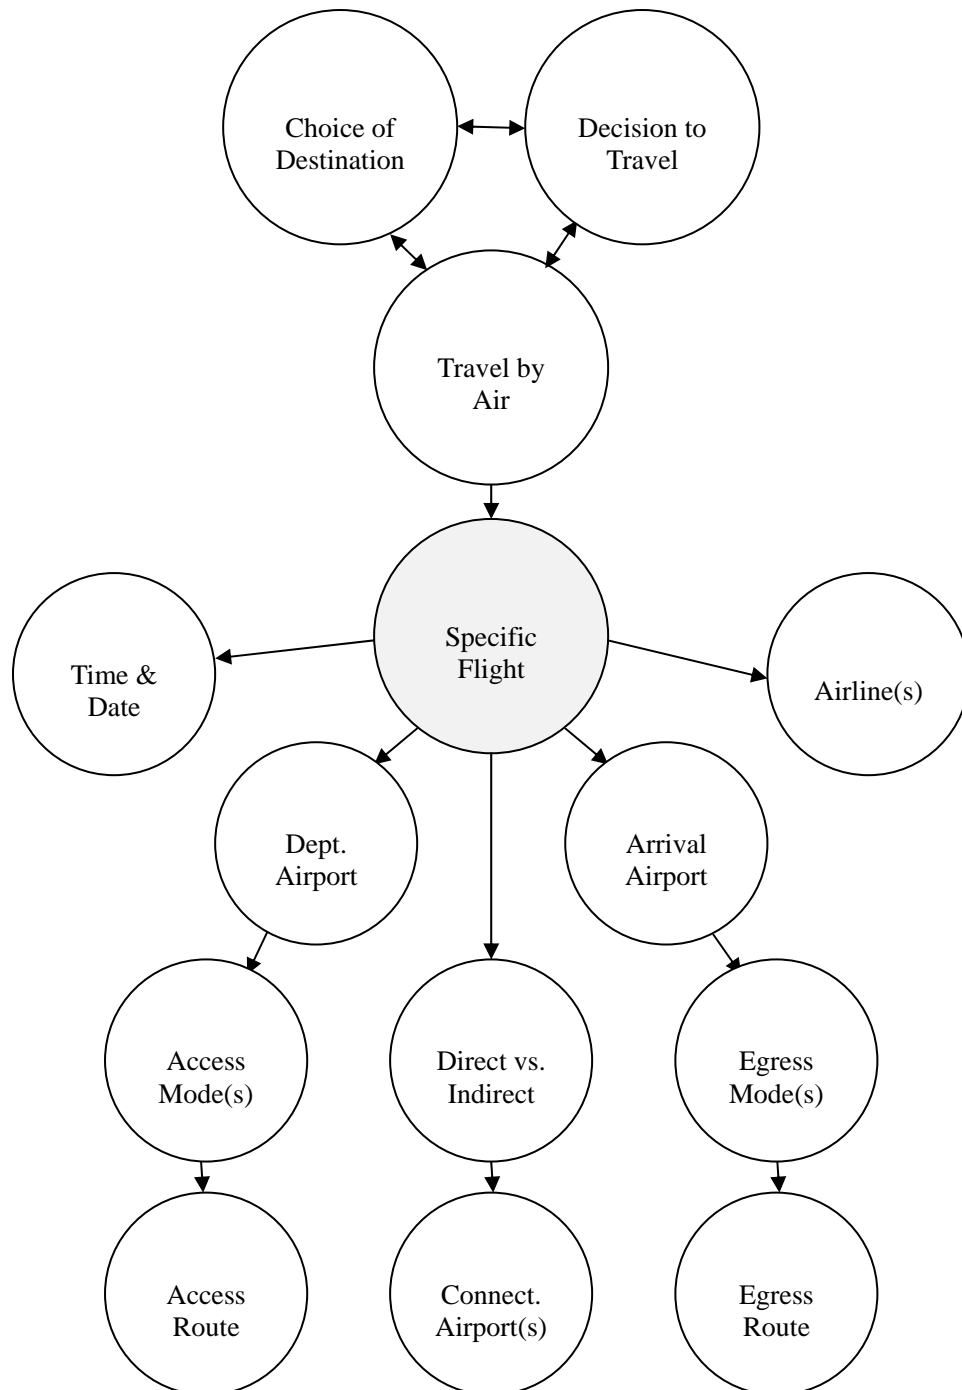 Choice of
Destination
Decision to
Travel
Travel by
Air
Specific
Flight
Time &
Date
Airline(s)
Dept.
Airport
Arrival
Airport
Access
Mode(s)
Direct vs.
Indirect
Egress
Mode(s)
Access
Route
Connect.
Airport(s)
Egress
Route